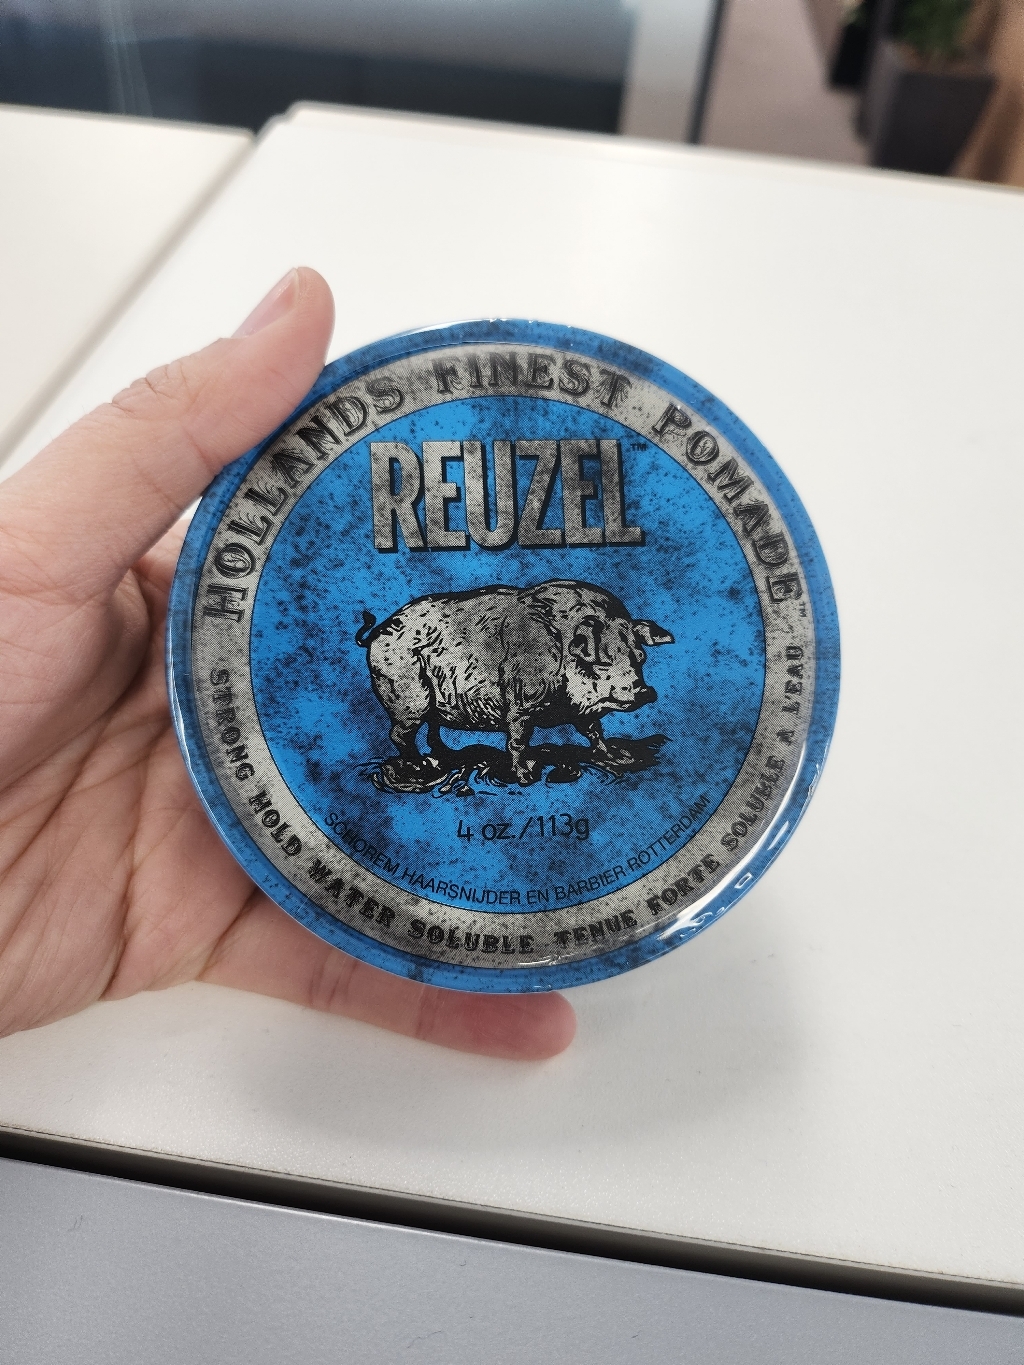 HOLLANDS FINEST POMADE™
REUZEL™
4 oz./113g
SCHOREM HAARSNIJDER EN BARBIER ROTTERDAM
STRONG HOLD WATER SOLUBLE TENUE FORTE SOLUBLE A L'EAU